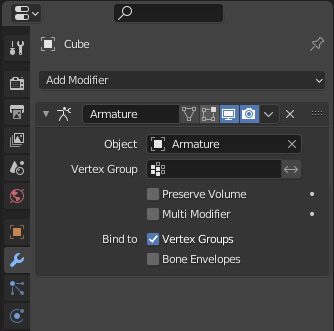 Cube
Add Modifier
Armature
Object Armature
Vertex Group
Preserve Volume
Multi Modifier
Bind to Vertex Groups
Bone Envelopes